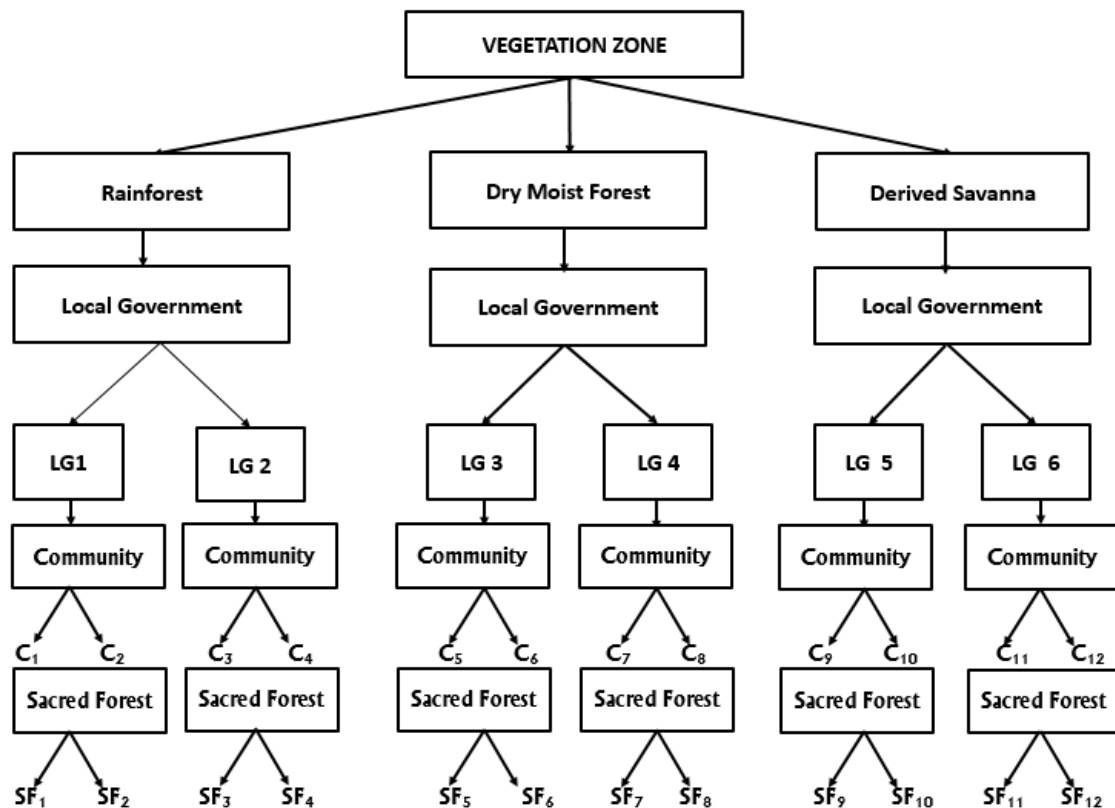 VEGETATION ZONE
Rainforest
Dry Moist Forest
Derived Savanna
Local Government
Local Government
Local Government
LG1
LG 2
LG 3
LG 4
LG 5
LG 6
Community
Community
Community
Community
Community
Community
C₁
C₂
C₃
C₄
C₅
C₆
C₇
C₈
C₉
C₁₀
C₁₁
C₁₂
Sacred Forest
Sacred Forest
Sacred Forest
Sacred Forest
Sacred Forest
Sacred Forest
SF₁
SF₂
SF₃
SF₄
SF₅
SF₆
SF₇
SF₈
SF₉
SF₁₀
SF₁₁
SF₁₂